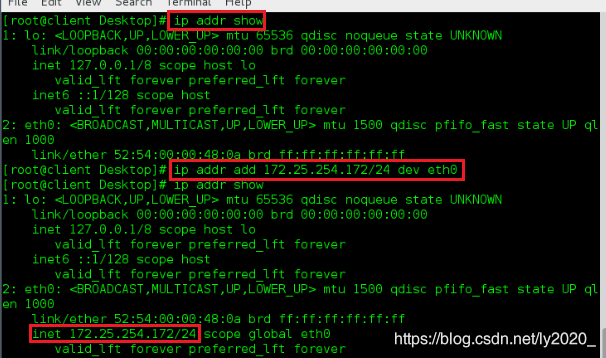 File Edit View Search Terminal Help
[root@client Desktop]# ip addr show
1: lo: <LOOPBACK,UP,LOWER_UP> mtu 65536 qdisc noqueue state UNKNOWN
link/loopback 00:00:00:00:00:00 brd 00:00:00:00:00:00
inet 127.0.0.1/8 scope host lo
valid_lft forever preferred_lft forever
inet6 ::1/128 scope host
valid_lft forever preferred_lft forever
2: eth0: <BROADCAST,MULTICAST,UP,LOWER_UP> mtu 1500 qdisc pfifo_fast state UP ql
en 1000
link/ether 52:54:00:00:48:0a brd ff:ff:ff:ff:ff:ff
[root@client Desktop]# ip addr add 172.25.254.172/24 dev eth0
[root@client Desktop]# ip addr show
1: lo: <LOOPBACK,UP,LOWER_UP> mtu 65536 qdisc noqueue state UNKNOWN
link/loopback 00:00:00:00:00:00 brd 00:00:00:00:00:00
inet 127.0.0.1/8 scope host lo
valid_lft forever preferred_lft forever
inet6 ::1/128 scope host
valid_lft forever preferred_lft forever
2: eth0: <BROADCAST,MULTICAST,UP,LOWER_UP> mtu 1500 qdisc pfifo_fast state UP ql
en 1000
link/ether 52:54:00:00:48:0a brd ff:ff:ff:ff:ff:ff
inet 172.25.254.172/24 scope global eth0
valid_lft forever preferred_lft forever
https://blog.csdn.net/ly2020_